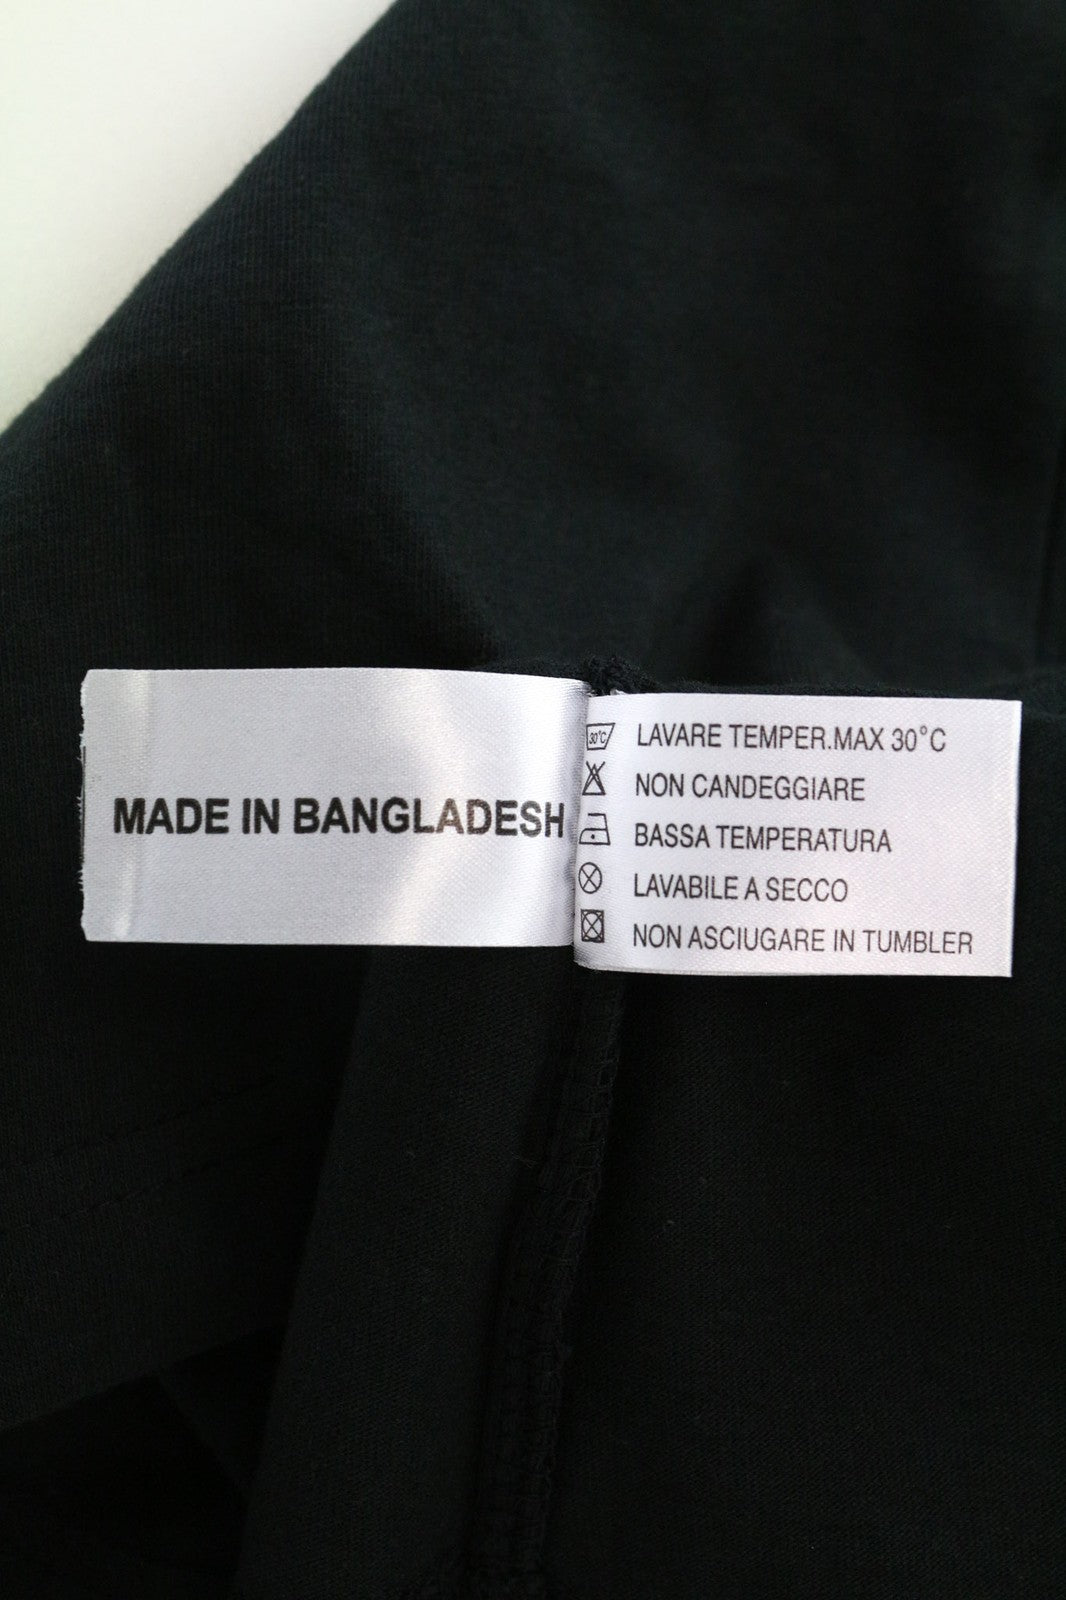 MADE IN BANGLADESH
30°C LAVARE TEMPER.MAX 30°C
NON CANDEGGIARE
BASSA TEMPERATURA
LAVABILE A SECCO
NON ASCIUGARE IN TUMBLER